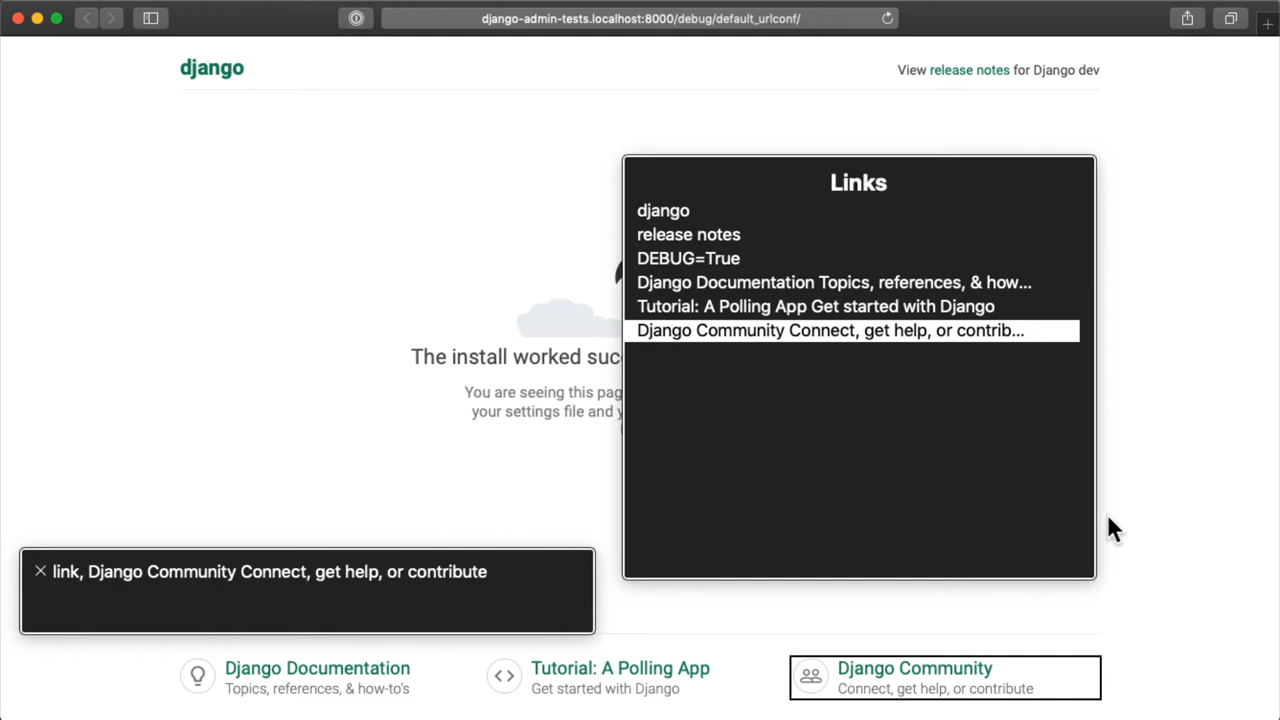 django-admin-tests.localhost:8000/debug/default_urlconf/
django
View release notes for Django dev
Links
django
release notes
DEBUG=True
Django Documentation Topics, references, & how...
Tutorial: A Polling App Get started with Django
Django Community Connect, get help, or contrib...
The install worked suc
You are seeing this pag
your settings file and y
link, Django Community Connect, get help, or contribute
Django Documentation
Topics, references, & how-to's
Tutorial: A Polling App
Get started with Django
Django Community
Connect, get help, or contribute